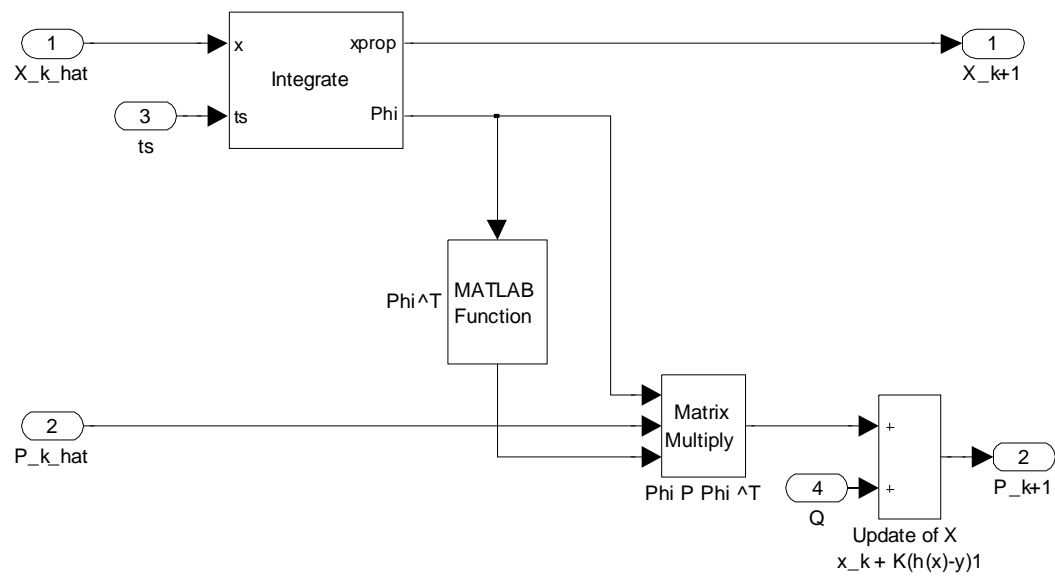 1
X_k_hat
3
ts
x
xprop
Integrate
ts
Phi
1
X_k+1
Phi^T
MATLAB
Function
2
P_k_hat
Matrix
Multiply
Phi P Phi ^T
4
Q
+
+
Update of X
x_k + K(h(x)-y)1
2
P_k+1